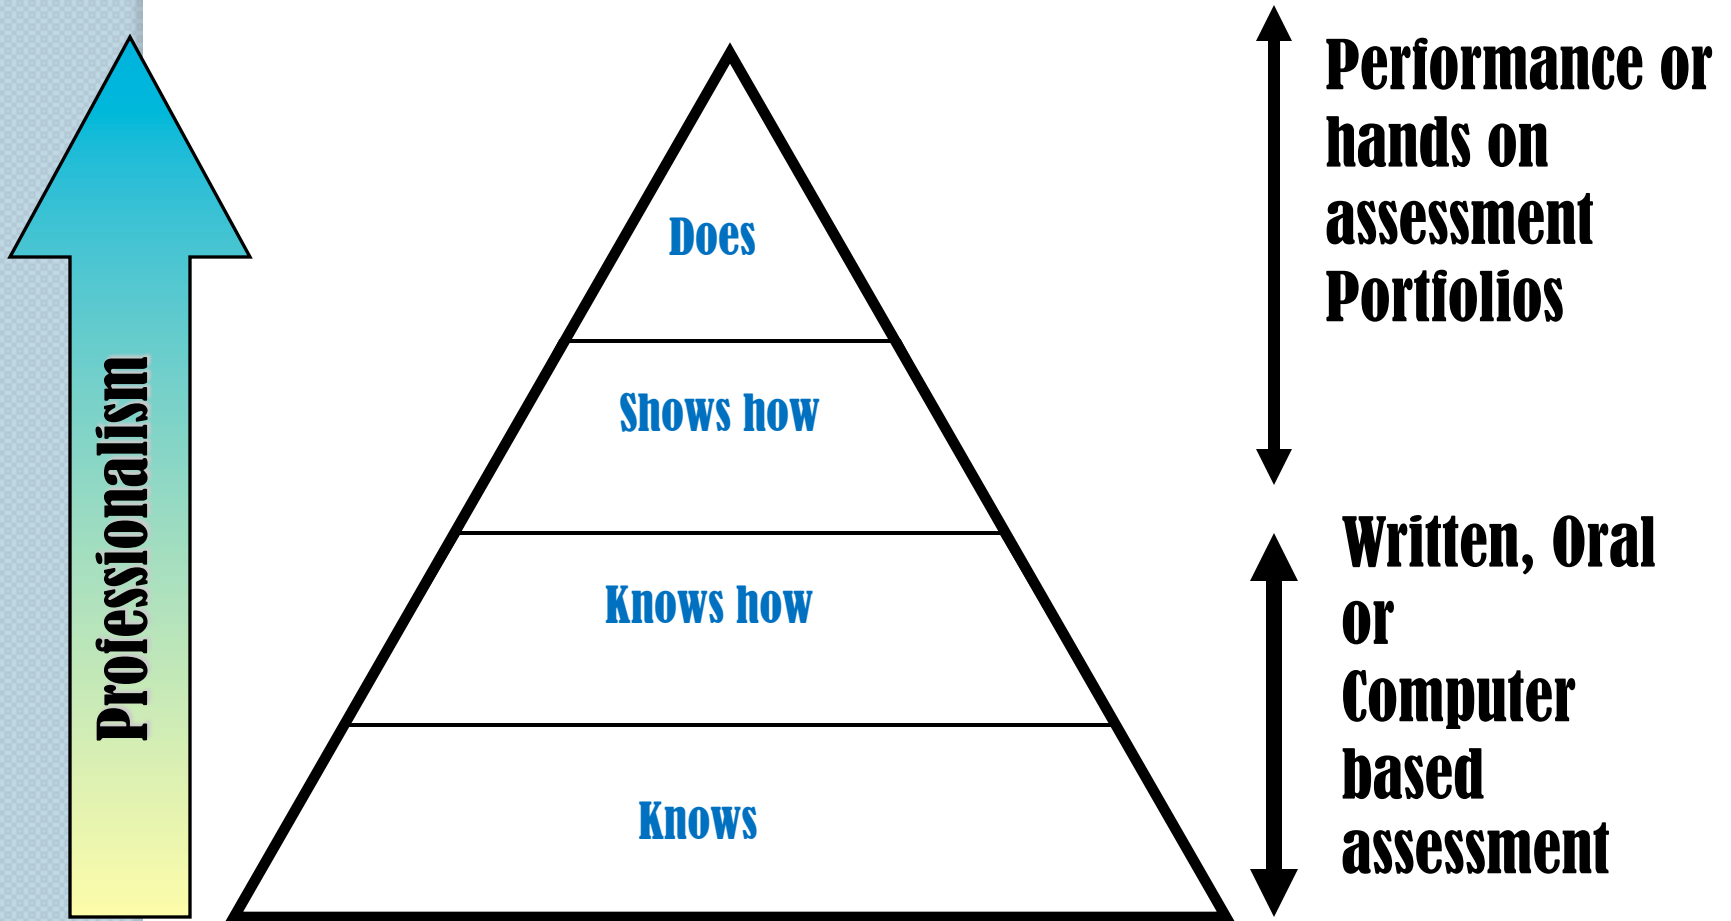 Professionalism
Does
Shows how
Knows how
Knows
Performance or
hands on
assessment
Portfolios
Written, Oral
or
Computer
based
assessment